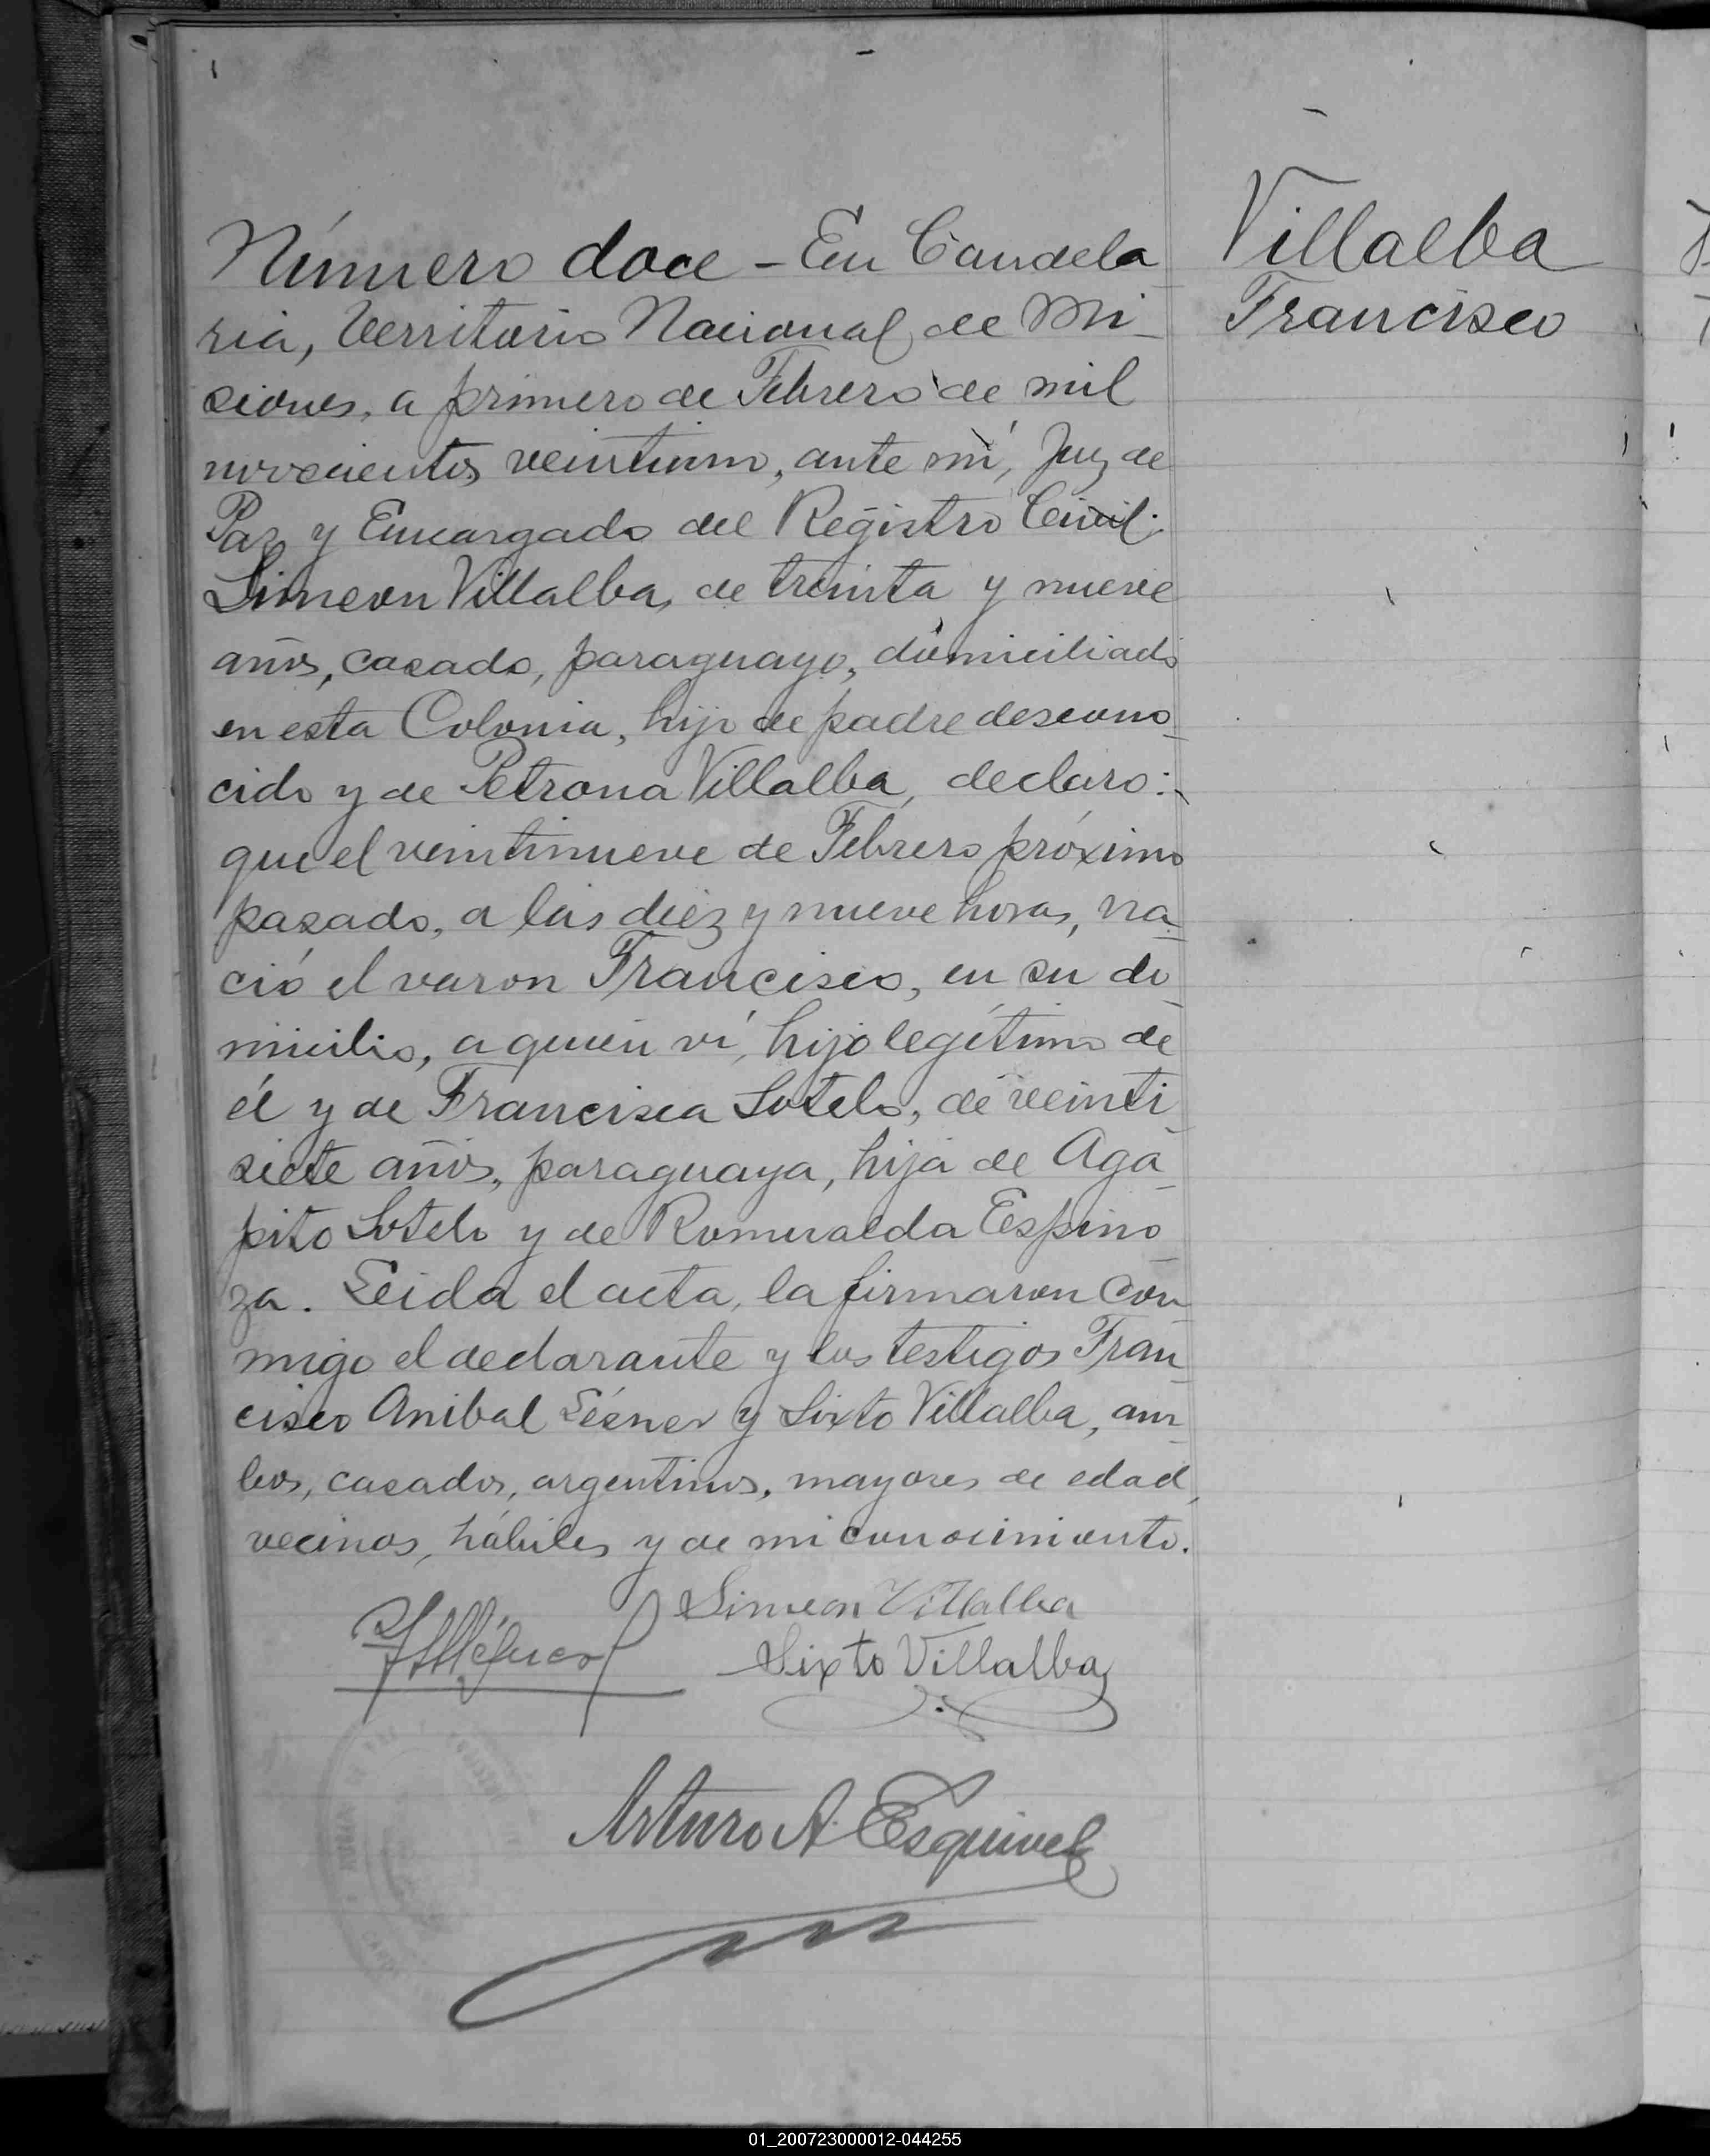 Número doce - En Candela
ria, Territorio Nacional de Mi-
siones, a primero de Febrero de mil
novecientos veintiuno, ante mí, Juez de
Paz y Encargado del Registro Civil:
Simeon Villalba, de treinta y nueve
años, casado, paraguayo, domiciliado
en esta Colonia, hijo de padre descono-
cido y de Petrona Villalba, declaro:
que el veintinueve de Febrero próximo
pasado, a las diez y nueve horas, na-
ció el varon Francisco, en su do-
micilio, a quien ví, hijo legítimo de
él y de Francisca Sotelo, de veinti-
siete años, paraguaya, hija de Aga-
pito Sotelo y de Romualda Espino-
za. Leida el acta, la firmaron con-
migo el declarante y los testigos Fran-
cisco Anibal y Sixto Villalba, am-
bos, casados, argentinos, mayores de edad,
vecinos, hábiles y de mi conocimiento.
Simeon Villalba
Sixto Villalba
Arturo A. Esquivel
Villalba
Francisco
01_200723000012-044255